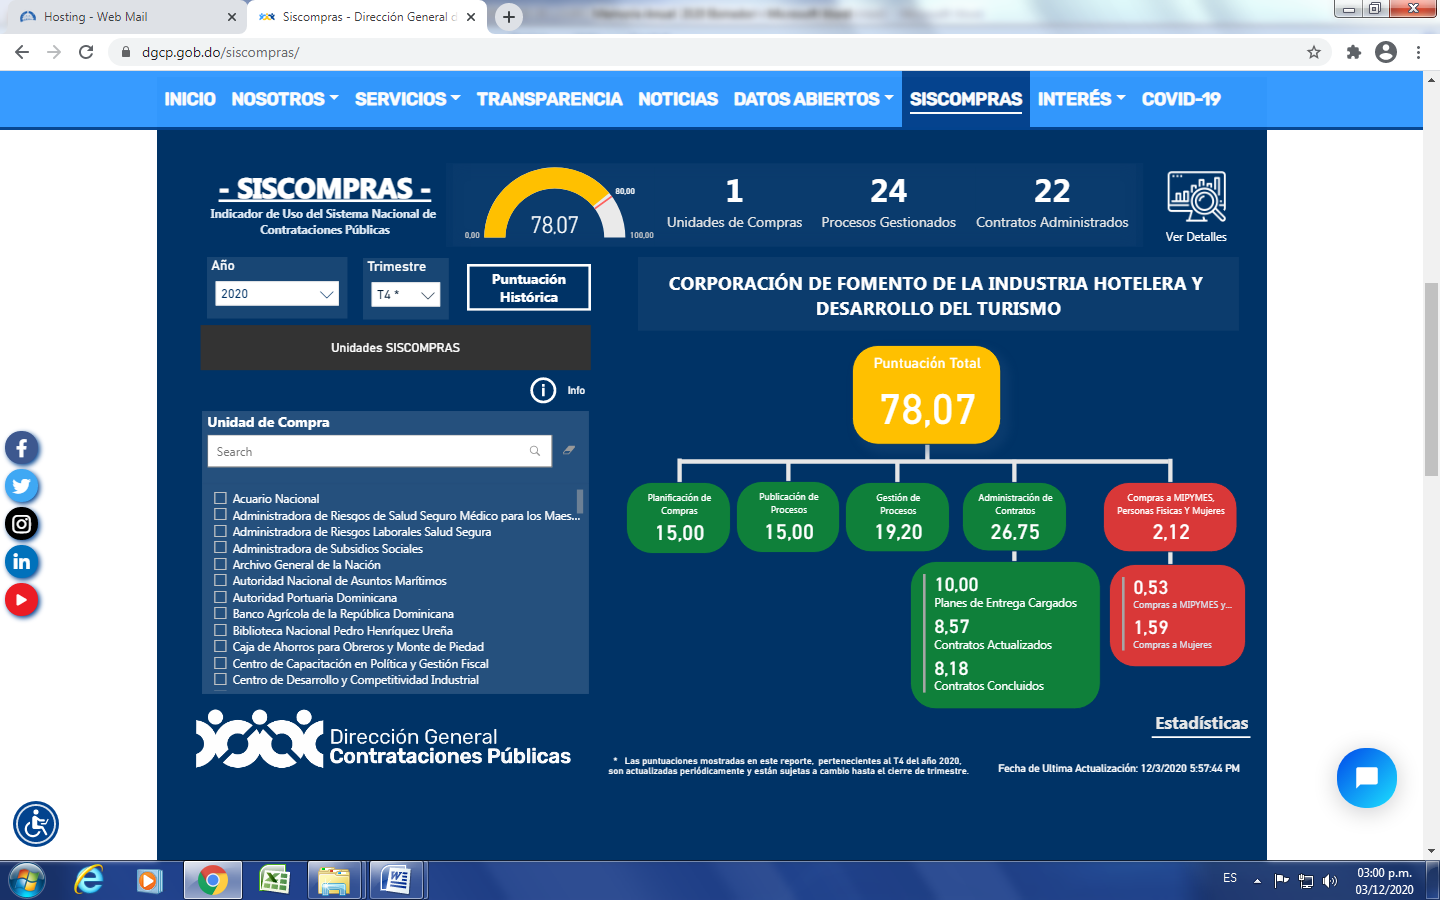 Hosting - Web Mail
Siscompras - Dirección General d
dgcp.gob.do/siscompras/
INICIO NOSOTROS SERVICIOS TRANSPARENCIA NOTICIAS DATOS ABIERTOS SISCOMPRAS INTERÉS COVID-19
- SISCOMPRAS -
Indicador de Uso del Sistema Nacional de
Contrataciones Públicas
78,07
80,00
0,00
100,00
1
Unidades de Compras
24
Procesos Gestionados
22
Contratos Administrados
Ver Detalles
Año
2020
Trimestre
T4 *
Puntuación
Histórica
CORPORACIÓN DE FOMENTO DE LA INDUSTRIA HOTELERA Y
DESARROLLO DEL TURISMO
Unidades SISCOMPRAS
Info
Unidad de Compra
Search
Acuario Nacional
Administradora de Riesgos de Salud Seguro Médico para los Maes...
Administradora de Riesgos Laborales Salud Segura
Administradora de Subsidios Sociales
Archivo General de la Nación
Autoridad Nacional de Asuntos Marítimos
Autoridad Portuaria Dominicana
Banco Agrícola de la República Dominicana
Biblioteca Nacional Pedro Henríquez Ureña
Caja de Ahorros para Obreros y Monte de Piedad
Centro de Capacitación en Política y Gestión Fiscal
Centro de Desarrollo y Competitividad Industrial
Puntuación Total
78,07
Planificación de
Compras
15,00
Publicación de
Procesos
15,00
Gestión de
Procesos
19,20
Administración de
Contratos
26,75
Compras a MIPYMES,
Personas Fisicas Y Mujeres
2,12
10,00
Planes de Entrega Cargados
8,57
Contratos Actualizados
8,18
Contratos Concluidos
0,53
Compras a MIPYMES y...
1,59
Compras a Mujeres
Estadísticas
Dirección General
Contrataciones Públicas
* Las puntuaciones mostradas en este reporte, pertenecientes al T4 del año 2020,
son actualizadas periódicamente y están sujetas a cambio hasta el cierre de trimestre.
Fecha de Ultima Actualización: 12/3/2020 5:57:44 PM
ES
03:00 p.m.
03/12/2020